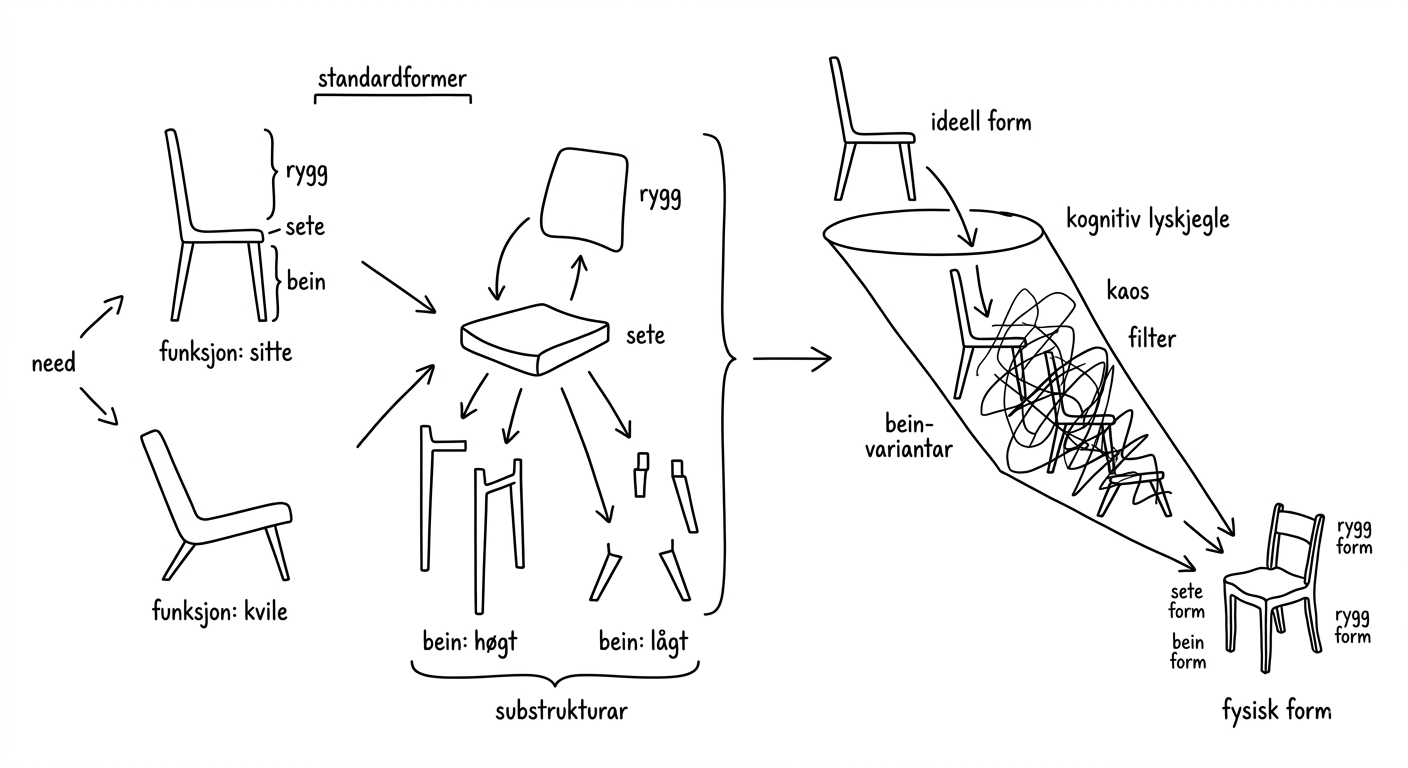 standardformer
rygg
sete
bein
funksjon: sitte
need
funksjon: kvile
rygg
sete
bein: høgt
bein: lågt
substrukturar
ideell form
kognitiv lyskjegle
kaos
filter
bein-
variantar
rygg
form
sete
form
rygg
form
bein
form
fysisk form